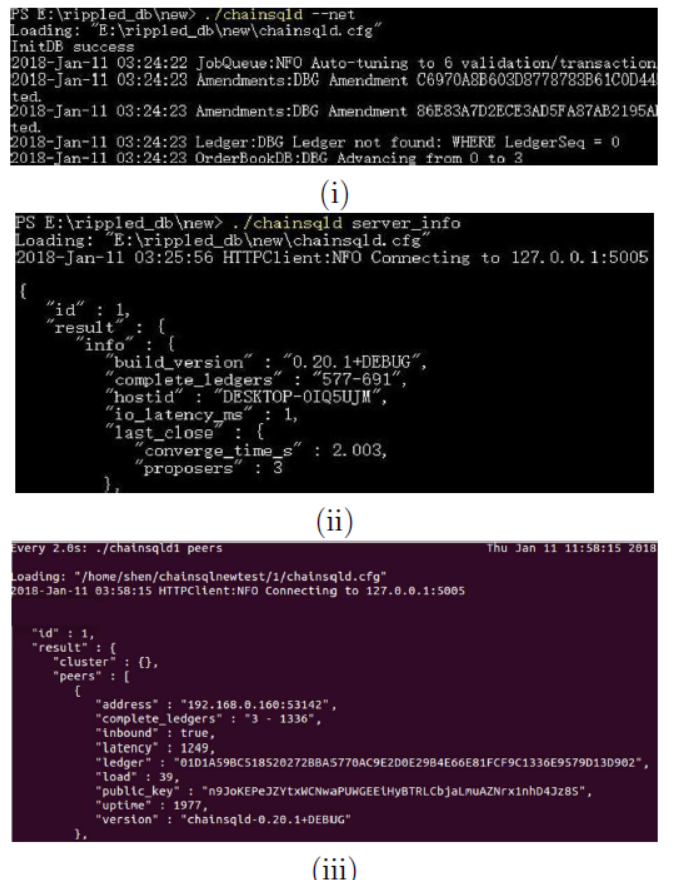 PS E:\rippled_db\new> ./chainsqld --net
Loading: "E:\rippled_db\new\chainsqld.cfg"
InitDB success
2018-Jan-11 03:24:22 JobQueue:NFO Auto-tuning to 6 validation/transaction
2018-Jan-11 03:24:23 Amendments:DBG Amendment C6970A8B603D8778783B61C0D44
ted.
2018-Jan-11 03:24:23 Amendments:DBG Amendment 86E83A7D2ECE3AD5FA87AB2195A
ted.
2018-Jan-11 03:24:23 Ledger:DBG Ledger not found: WHERE LedgerSeq = 0
2018-Jan-11 03:24:23 OrderBookDB:DBG Advancing from 0 to 3
(i)
PS E:\rippled_db\new> ./chainsqld server_info
Loading: "E:\rippled_db\new\chainsqld.cfg"
2018-Jan-11 03:25:56 HTTPClient:NFO Connecting to 127.0.0.1:5005
{
"id" : 1,
"result" : {
"info" : {
"build_version" : "0.20.1+DEBUG",
"complete_ledgers" : "577-691",
"hostid" : "DESKTOP-0IQ5UJM",
"io_latency_ms" : 1,
"last_close" : {
"converge_time_s" : 2.003,
"proposers" : 3
},
(ii)
Every 2.0s: ./chainsqld1 peers Thu Jan 11 11:58:15 2018
Loading: "/home/shen/chainsqlnewtest/1/chainsqld.cfg"
2018-Jan-11 03:58:15 HTTPClient:NFO Connecting to 127.0.0.1:5005
"id" : 1,
"result" : {
"cluster" : {},
"peers" : [
{
"address" : "192.168.0.160:53142",
"complete_ledgers" : "3 - 1336",
"inbound" : true,
"latency" : 1249,
"ledger" : "01D1A59BC518520272BBA5770AC9E2D0E29B4E66E81FCF9C1336E9579D13D902",
"load" : 39,
"public_key" : "n9JoKEPeJZYtxWCNwaPUWGEEiHyBTRLCbjaLmuAZNrx1nhD4Jz8S",
"uptime" : 1977,
"version" : "chainsqld-0.20.1+DEBUG"
},
(iii)